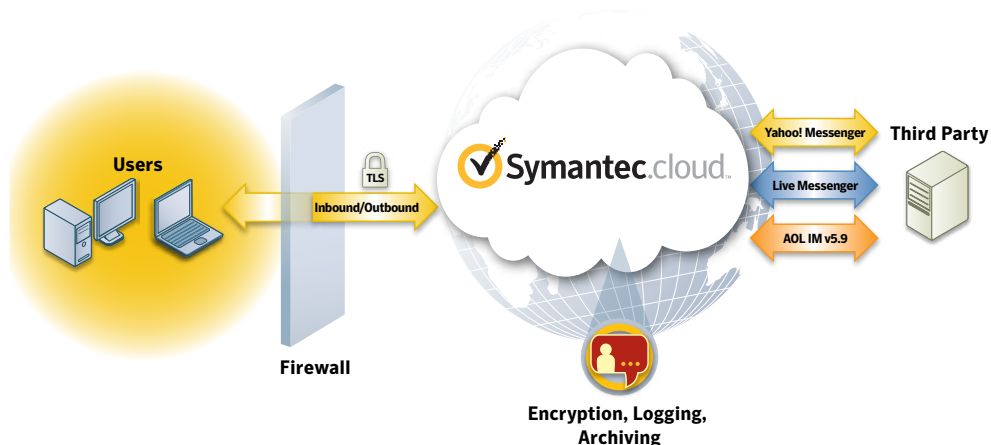 Users
TLS
Inbound/Outbound
Firewall
Symantec.cloud™
Yahoo! Messenger
Live Messenger
AOL IM v5.9
Third Party
Encryption, Logging,
Archiving